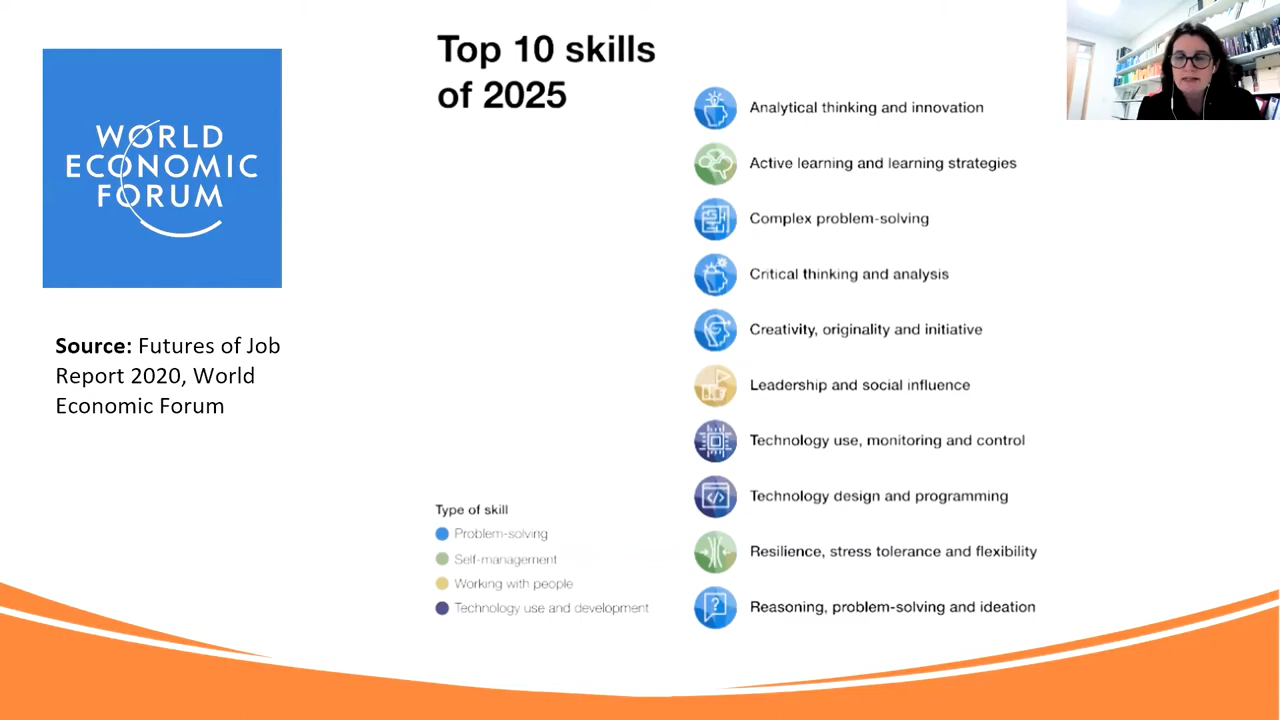 WORLD
ECONOMIC
FORUM
Source: Futures of Job
Report 2020, World
Economic Forum
Top 10 skills
of 2025
Analytical thinking and innovation
Active learning and learning strategies
Complex problem-solving
Critical thinking and analysis
Creativity, originality and initiative
Leadership and social influence
Technology use, monitoring and control
Technology design and programming
Resilience, stress tolerance and flexibility
Reasoning, problem-solving and ideation
Type of skill
Problem-solving
Self-management
Working with people
Technology use and development